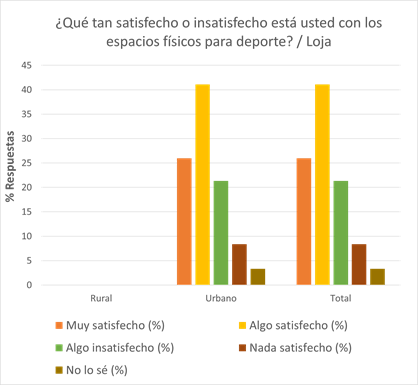 ¿Qué tan satisfecho o insatisfecho está usted con los
espacios físicos para deporte? / Loja
% Respuestas
45
40
35
30
25
20
15
10
5
0
Rural Urbano Total
Muy satisfecho (%) Algo satisfecho (%)
Algo insatisfecho (%) Nada satisfecho (%)
No lo sé (%)